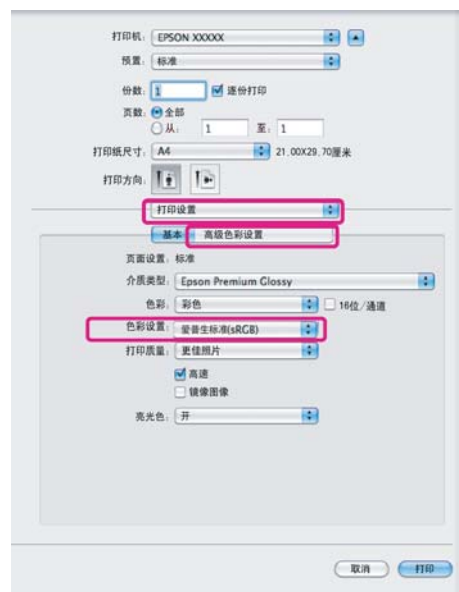 打印机: EPSON XXXXX
预置: 标准
份数: 1 逐份打印
页数: 全部
从: 1 至: 1
打印纸尺寸: A4 21.00X29.70厘米
打印方向:
打印设置
基本 高级色彩设置
页面设置: 标准
介质类型: Epson Premium Glossy
色彩: 彩色 16位/通道
色彩设置: 爱普生标准(sRGB)
打印质量: 更佳照片
高速
镜像图像
亮光色: 开
取消 打印